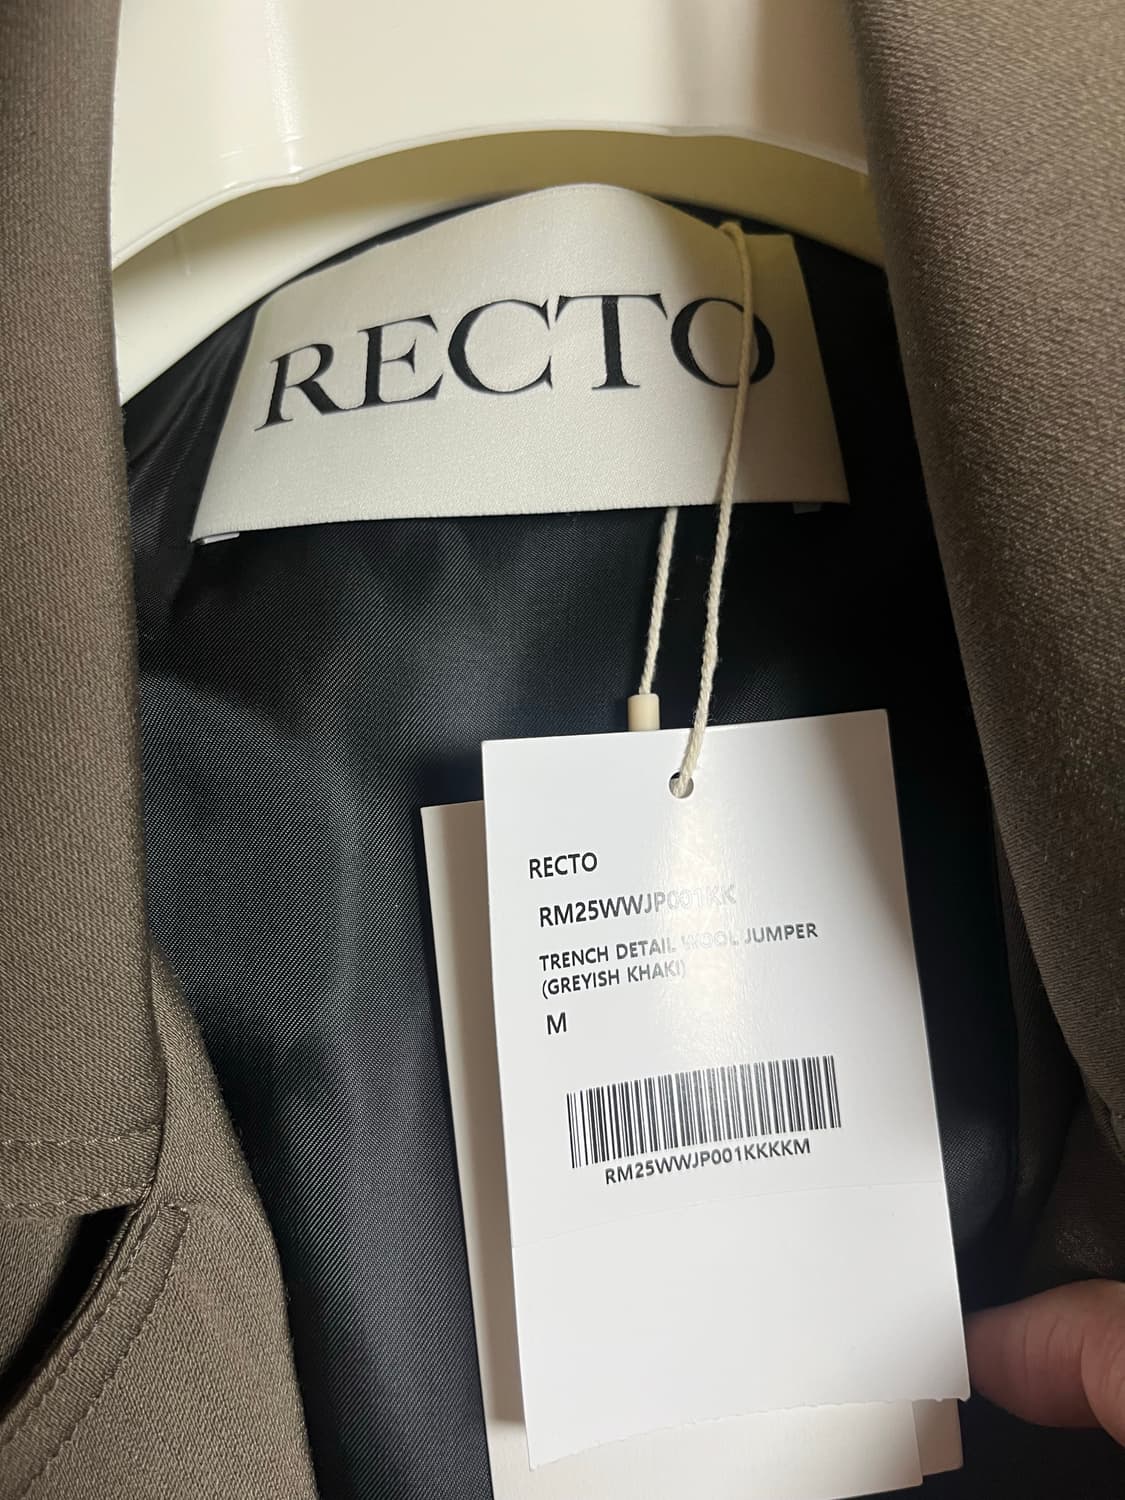 RECTO
RECTO
RM25WWJP001KK
TRENCH DETAIL WOOL JUMPER
(GREYISH KHAKI)
M
RM25WWJP001KKKKM